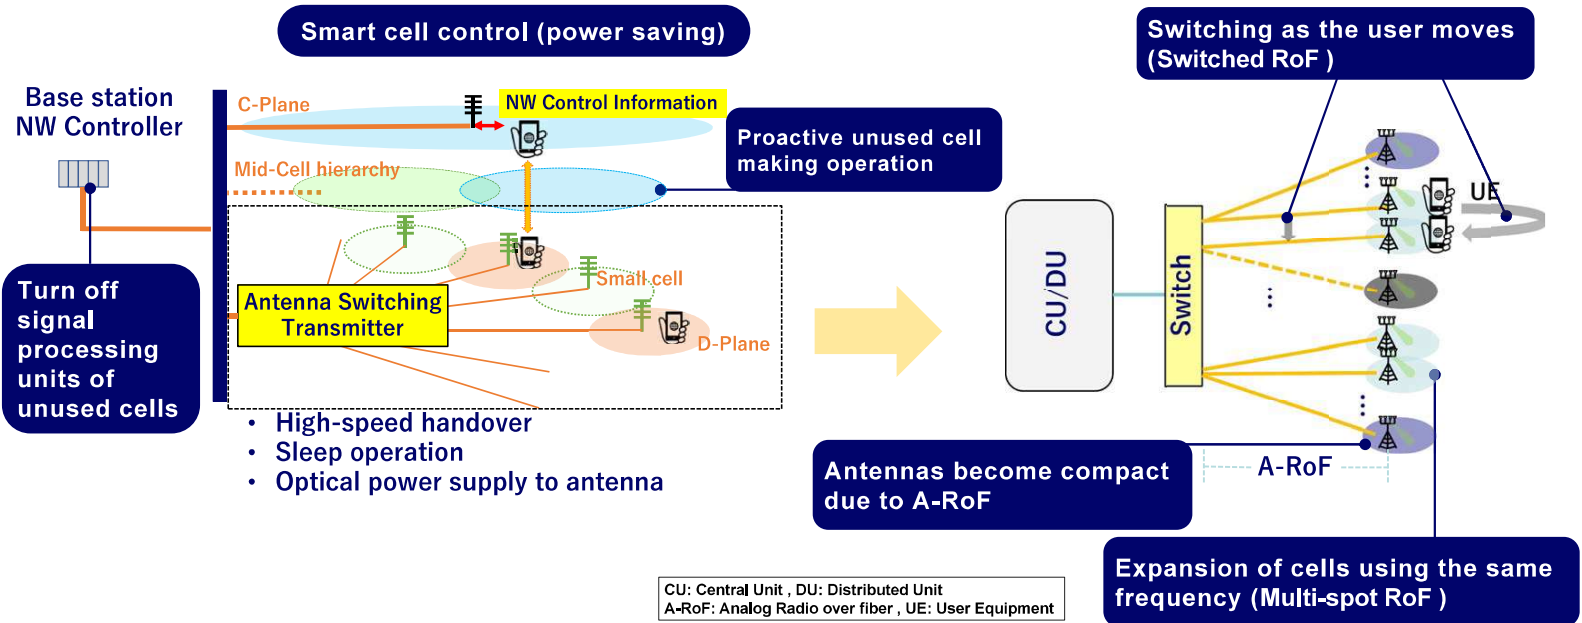 Smart cell control (power saving)
Base station
NW Controller
C-Plane
NW Control Information
Mid-Cell hierarchy
Proactive unused cell
making operation
Turn off
signal
processing
units of
unused cells
Antenna Switching
Transmitter
Small cell
D-Plane
• High-speed handover
• Sleep operation
• Optical power supply to antenna
Switching as the user moves
(Switched RoF )
CU/DU
Switch
UE
A-RoF
Antennas become compact
due to A-RoF
Expansion of cells using the same
frequency (Multi-spot RoF )
CU: Central Unit , DU: Distributed Unit
A-RoF: Analog Radio over fiber , UE: User Equipment